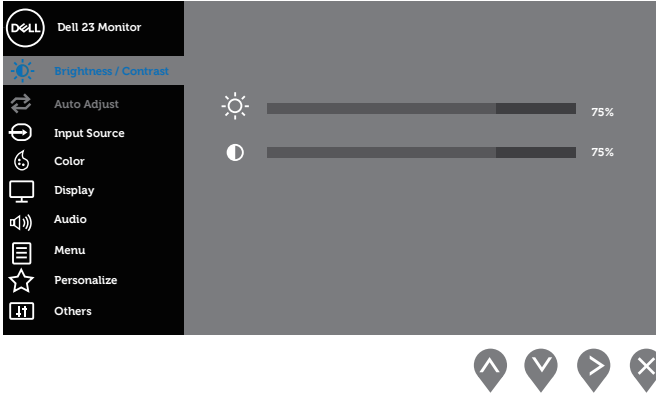 DELL Dell 23 Monitor
Brightness / Contrast
Auto Adjust
75%
Input Source
Color
75%
Display
Audio
Menu
Personalize
Others